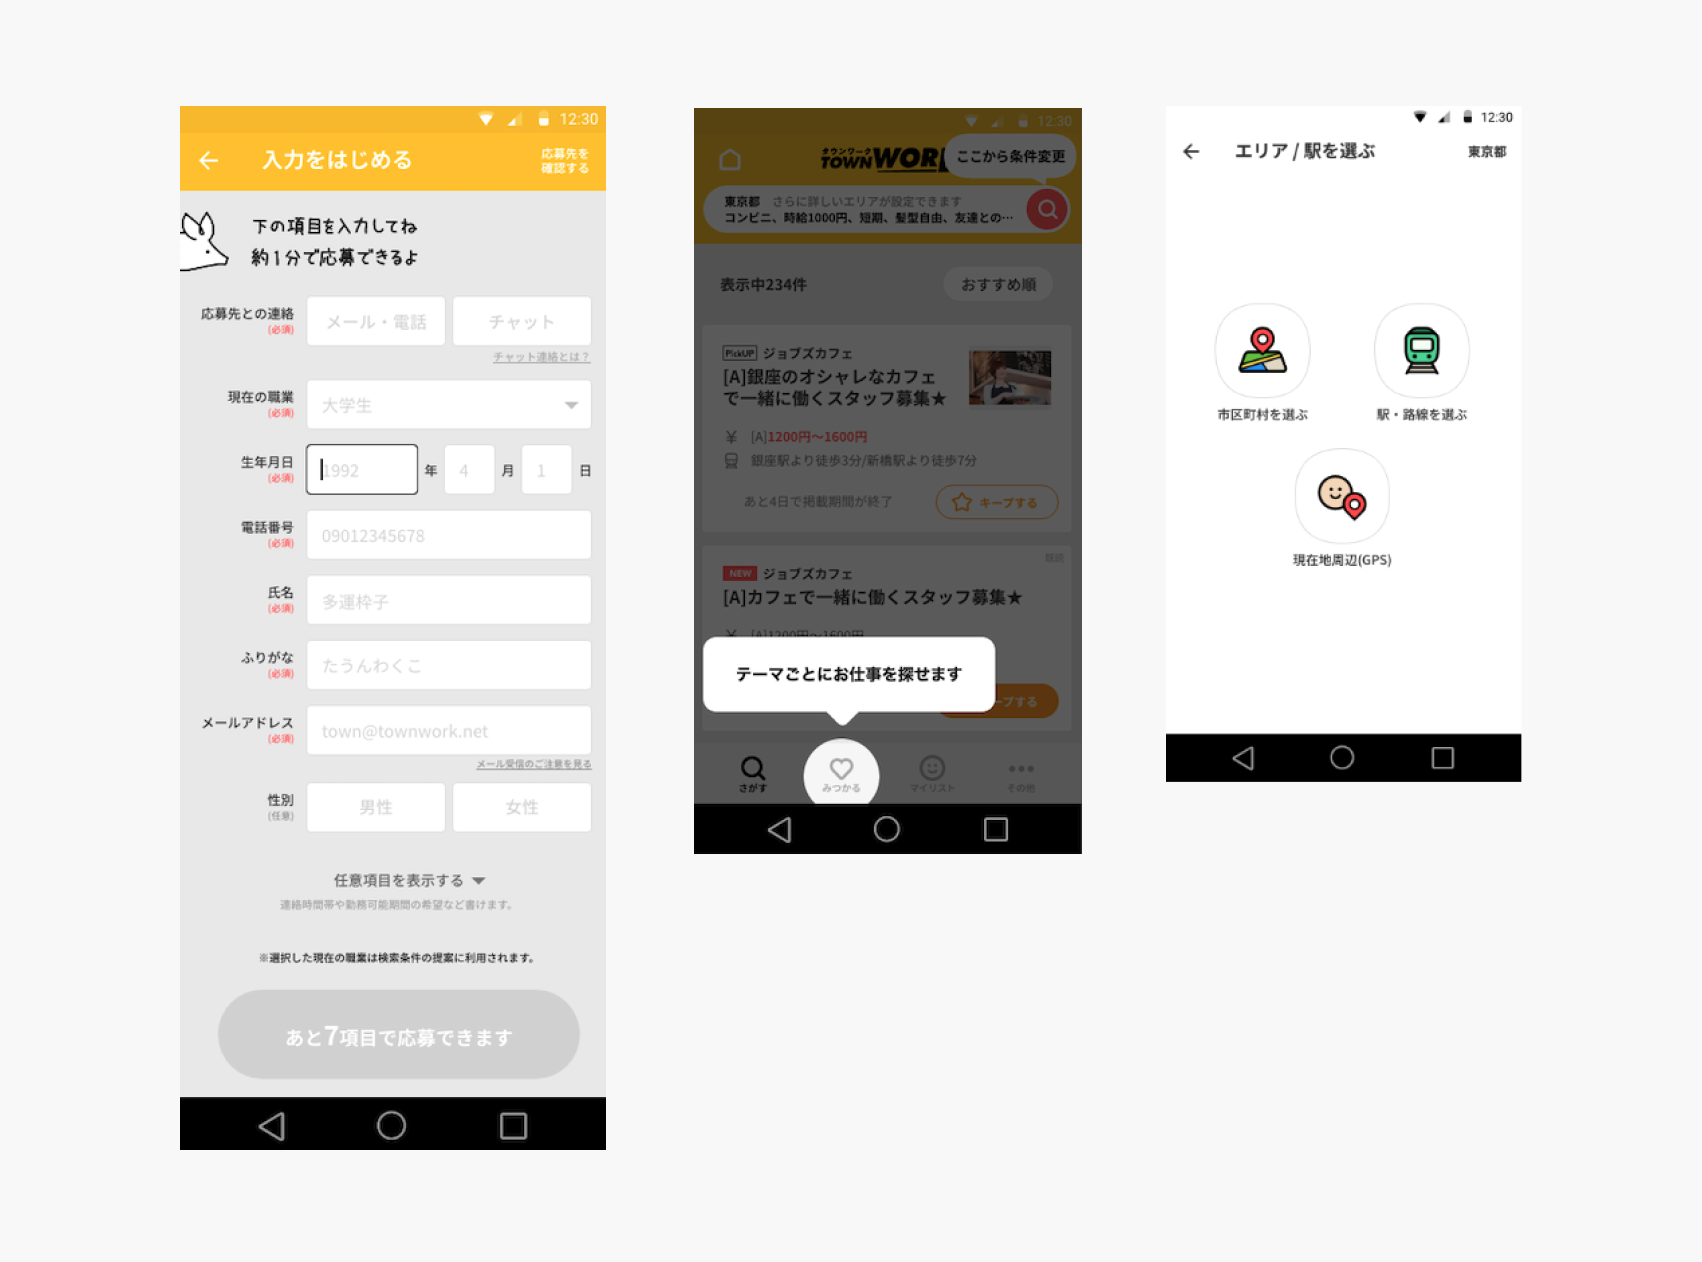 12:30
入力をはじめる
応募先を
確認する
下の項目を入力してね
約1分で応募できるよ
応募先との連絡
(必須)
メール・電話
チャット
チャット連絡とは？
現在の職業
(必須)
大学生
生年月日
(必須)
1992
年
4
月
1
日
電話番号
(必須)
09012345678
氏名
(必須)
多運枠子
ふりがな
(必須)
たうんわくこ
メールアドレス
(必須)
town@townwork.net
メール受信のご注意を見る
性別
(任意)
男性
女性
任意項目を表示する
連絡時間帯や勤務可能期間の希望など書けます。
※選択した現在の職業は検索条件の提案に利用されます。
あと7項目で応募できます
12:30
タウンワーク
TOWNWOR
ここから条件変更
東京都 さらに詳しいエリアが設定できます
コンビニ、時給1000円、短期、髪型自由、友達との…
表示中234件
おすすめ順
PickUP ジョブズカフェ
[A]銀座のオシャレなカフェ
で一緒に働くスタッフ募集★
[A]1200円〜1600円
銀座駅より徒歩3分/新橋駅より徒歩7分
あと4日で掲載期間が終了
キープする
NEW ジョブズカフェ
[A]カフェで一緒に働くスタッフ募集★
[A]1200円〜1600円
テーマごとにお仕事を探せます
ープする
さがす
みつかる
マイリスト
その他
12:30
エリア / 駅を選ぶ
東京都
市区町村を選ぶ
駅・路線を選ぶ
現在地周辺(GPS)